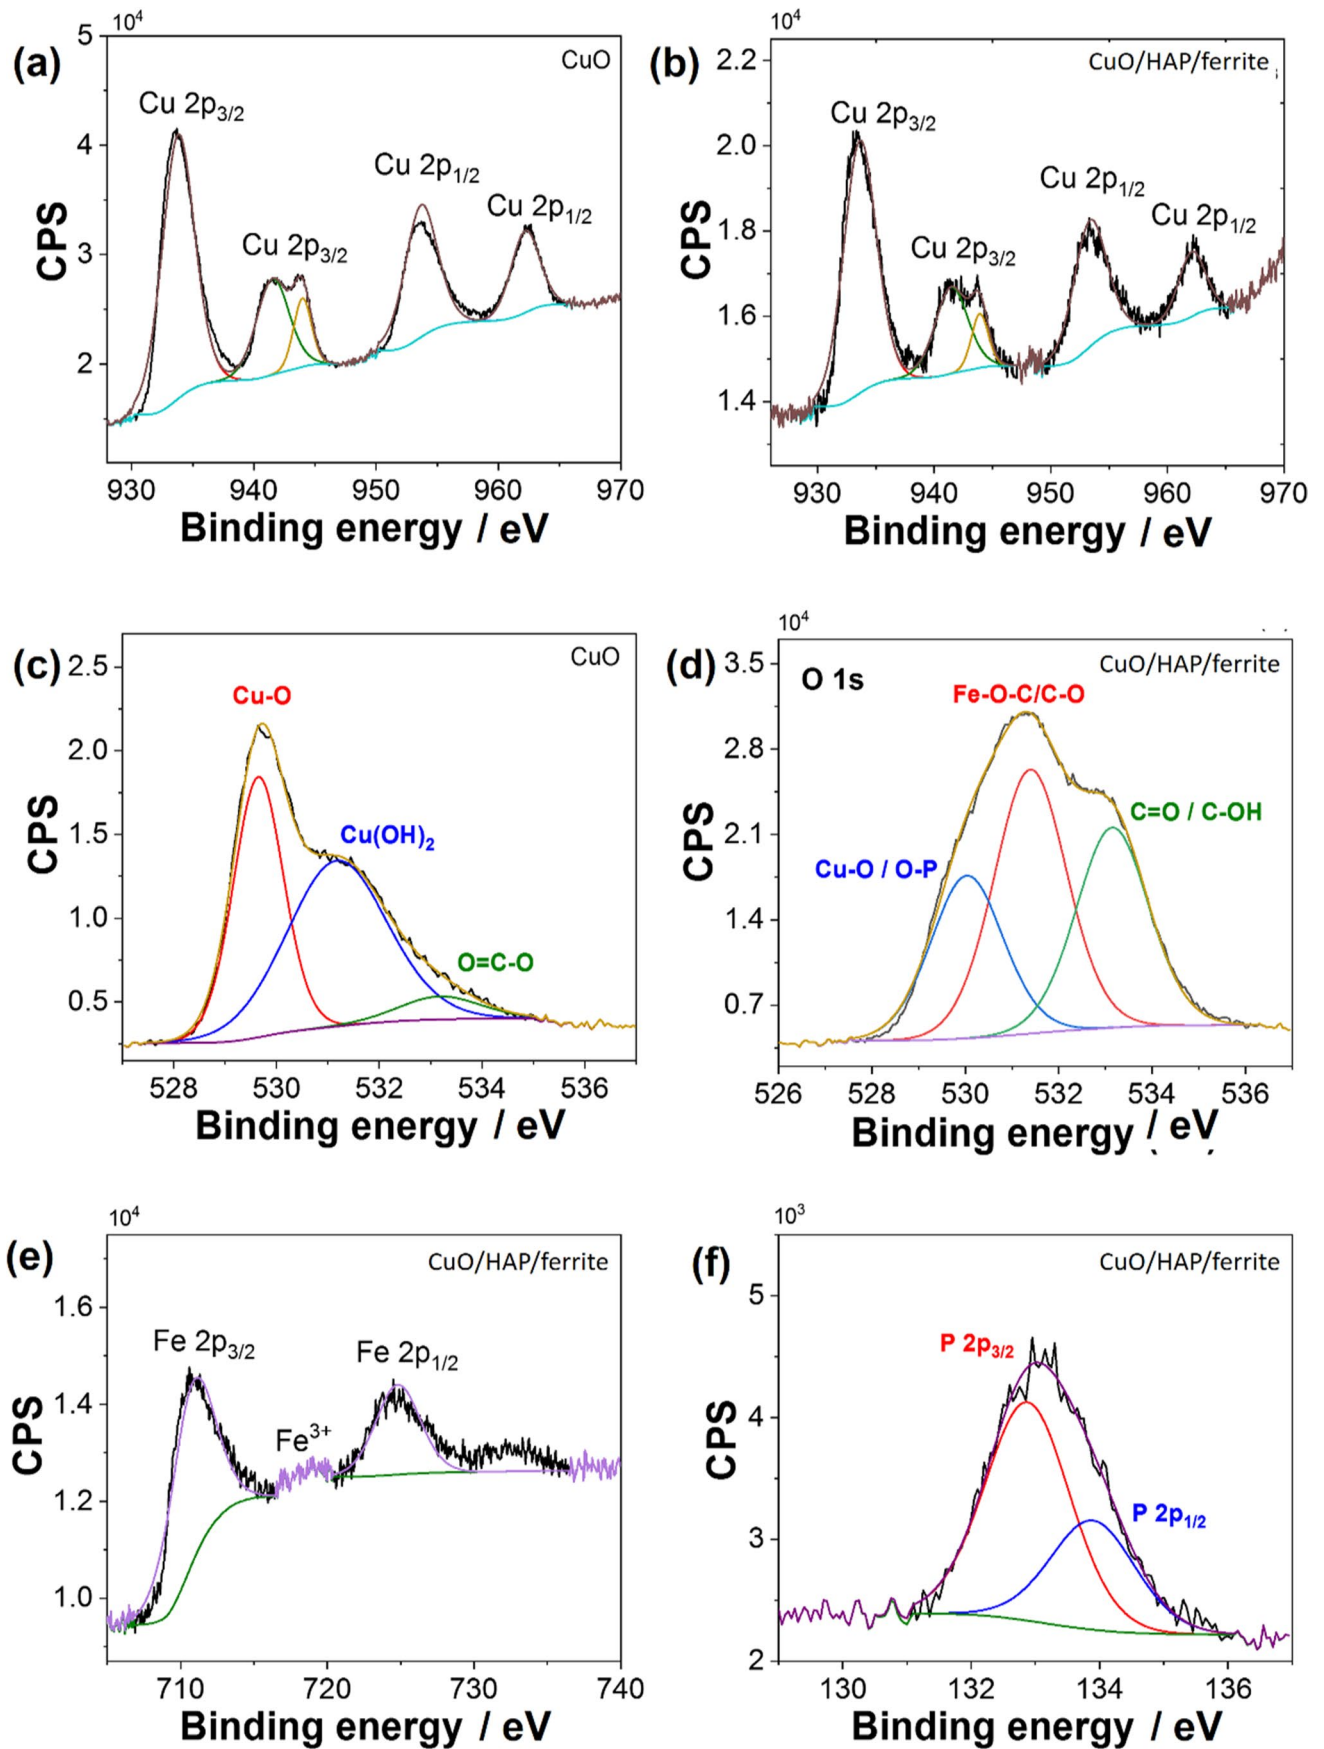 (a)
10⁴
CuO
CPS
5
4
3
2
Cu 2p₃/₂
Cu 2p₃/₂
Cu 2p₁/₂
Cu 2p₁/₂
930 940 950 960 970
Binding energy / eV
(b)
10⁴
CuO/HAP/ferrite
CPS
2.2
2.0
1.8
1.6
1.4
Cu 2p₃/₂
Cu 2p₃/₂
Cu 2p₁/₂
Cu 2p₁/₂
930 940 950 960 970
Binding energy / eV
(c)
CuO
CPS
2.5
2.0
1.5
1.0
0.5
Cu-O
Cu(OH)₂
O=C-O
528 530 532 534 536
Binding energy / eV
(d)
10⁴
O 1s
CuO/HAP/ferrite
CPS
3.5
2.8
2.1
1.4
0.7
Fe-O-C/C-O
C=O / C-OH
Cu-O / O-P
526 528 530 532 534 536
Binding energy / eV
(e)
10⁴
CuO/HAP/ferrite
CPS
1.6
1.4
1.2
1.0
Fe 2p₃/₂
Fe³⁺
Fe 2p₁/₂
710 720 730 740
Binding energy / eV
(f)
10³
CuO/HAP/ferrite
CPS
5
4
3
2
P 2p₃/₂
P 2p₁/₂
130 132 134 136
Binding energy / eV